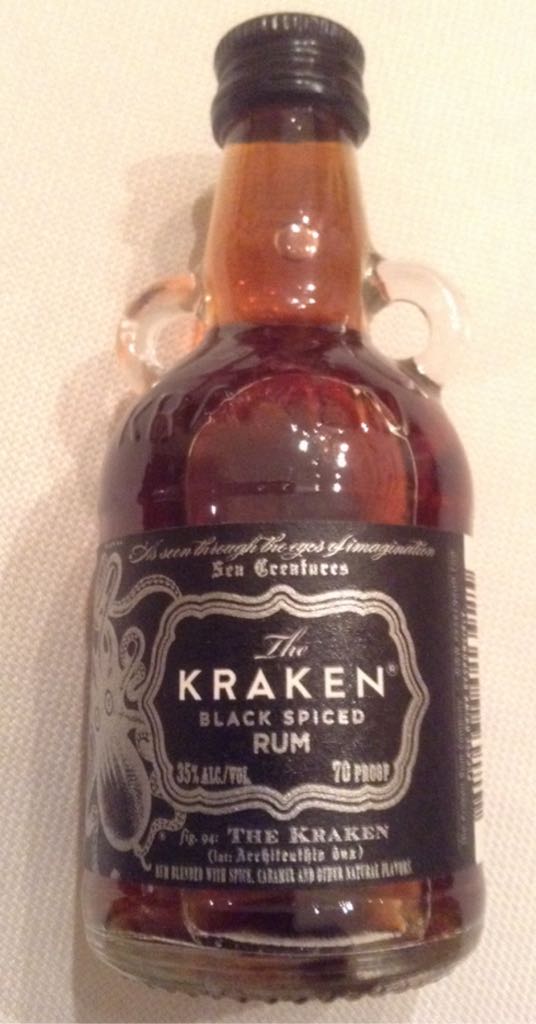 As seen through the eyes of imagination
Sea Creatures
The
KRAKEN®
BLACK SPICED
RUM
35% ALC/VOL 70 PROOF
fig. 94: THE KRAKEN
(lat: Architeuthis dux)
RUM BLENDED WITH SPICE, CARAMEL AND OTHER NATURAL FLAVORS